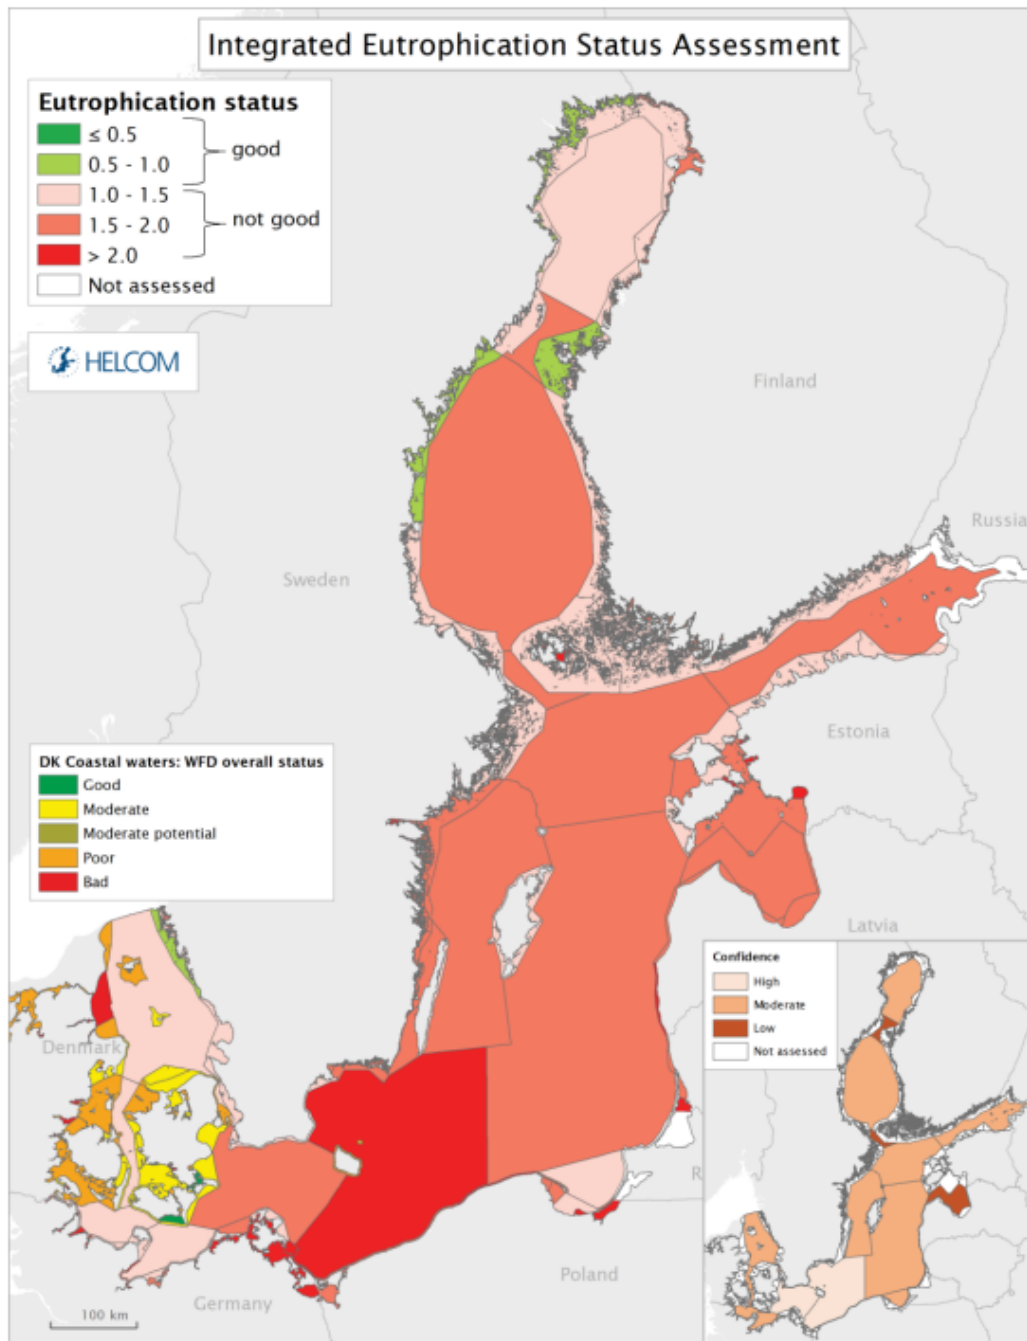 Integrated Eutrophication Status Assessment
Eutrophication status
≤ 0.5
0.5 - 1.0
good
1.0 - 1.5
1.5 - 2.0
not good
> 2.0
Not assessed
HELCOM
Finland
Russia
Sweden
Estonia
DK Coastal waters: WFD overall status
Good
Moderate
Moderate potential
Poor
Bad
Latvia
Confidence
High
Moderate
Low
Not assessed
Denmark
R
Poland
Germany
100 km